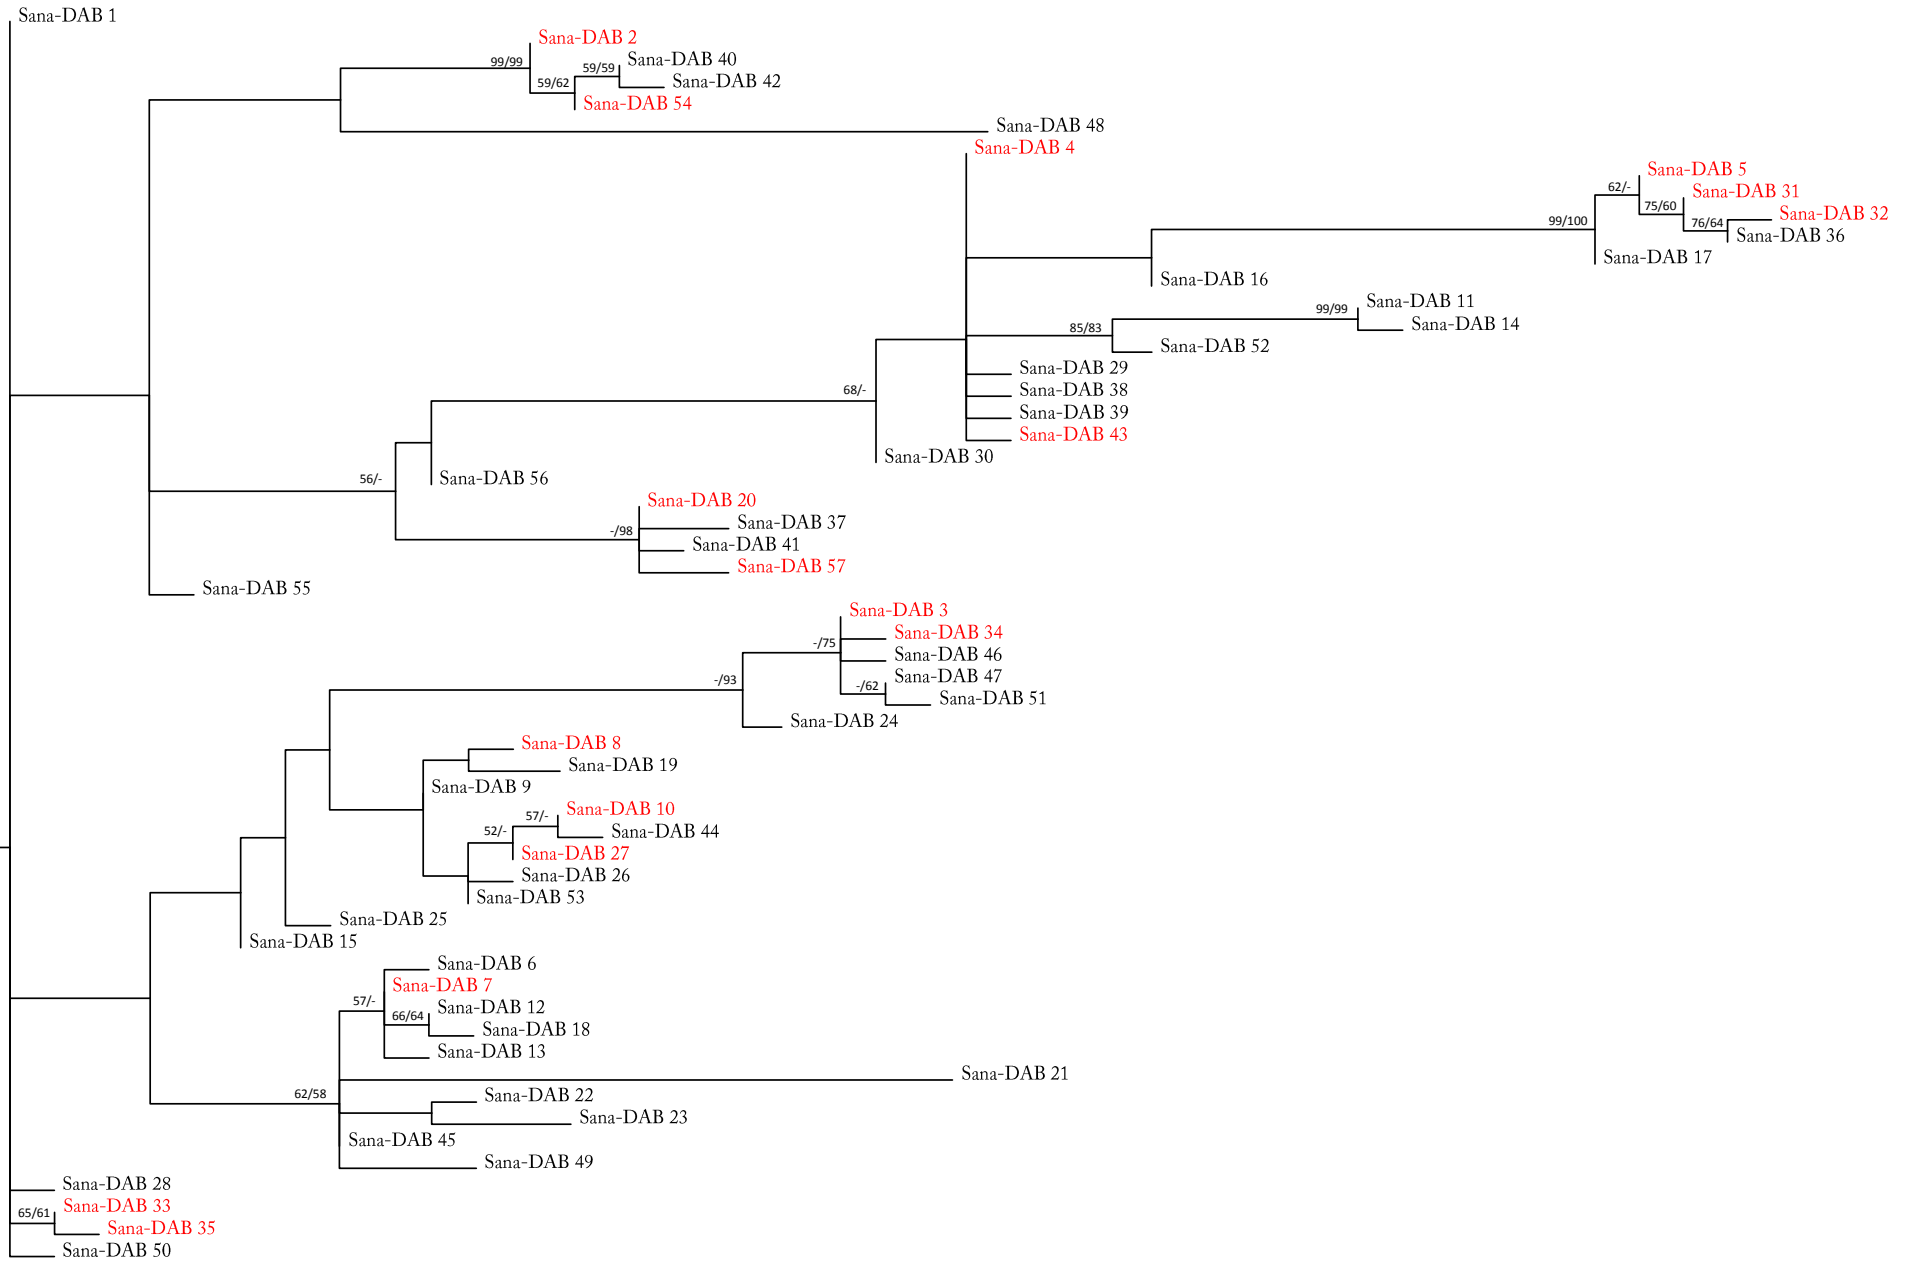 Sana-DAB 1
Sana-DAB 2
99/99
59/59
Sana-DAB 40
59/62
Sana-DAB 42
Sana-DAB 54
Sana-DAB 48
Sana-DAB 4
Sana-DAB 5
62/-
Sana-DAB 31
75/60
Sana-DAB 32
99/100
76/64
Sana-DAB 36
Sana-DAB 17
Sana-DAB 16
99/99
Sana-DAB 11
85/83
Sana-DAB 14
Sana-DAB 52
Sana-DAB 29
68/-
Sana-DAB 38
Sana-DAB 39
Sana-DAB 43
Sana-DAB 30
56/-
Sana-DAB 56
Sana-DAB 20
-/98
Sana-DAB 37
Sana-DAB 41
Sana-DAB 57
Sana-DAB 55
Sana-DAB 3
Sana-DAB 34
-/75
Sana-DAB 46
-/93
Sana-DAB 47
-/62
Sana-DAB 51
Sana-DAB 24
Sana-DAB 8
Sana-DAB 19
Sana-DAB 9
Sana-DAB 10
57/-
52/-
Sana-DAB 44
Sana-DAB 27
Sana-DAB 26
Sana-DAB 53
Sana-DAB 25
Sana-DAB 15
Sana-DAB 6
Sana-DAB 7
57/-
Sana-DAB 12
66/64
Sana-DAB 18
Sana-DAB 13
Sana-DAB 21
62/58
Sana-DAB 22
Sana-DAB 23
Sana-DAB 45
Sana-DAB 49
Sana-DAB 28
Sana-DAB 33
65/61
Sana-DAB 35
Sana-DAB 50